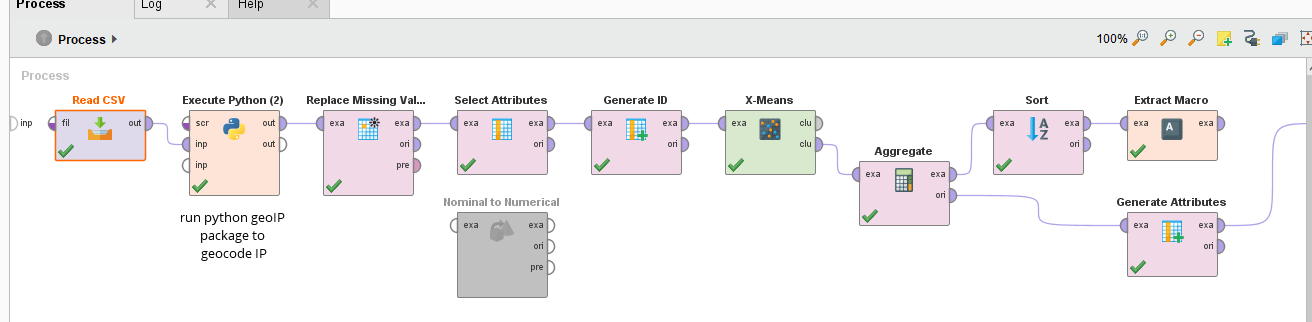 Process
Log
Help
Process
100%
Process
Read CSV
Execute Python (2)
Replace Missing Val...
Select Attributes
Generate ID
X-Means
Sort
Extract Macro
inp
fil
out
scr
out
exa
exa
exa
exa
exa
exa
exa
clu
exa
exa
exa
exa
inp
out
ori
ori
ori
clu
ori
inp
pre
Aggregate
exa
exa
ori
run python geoIP
package to
geocode IP
Nominal to Numerical
exa
exa
ori
pre
Generate Attributes
exa
exa
ori
A
Z
A
1:1